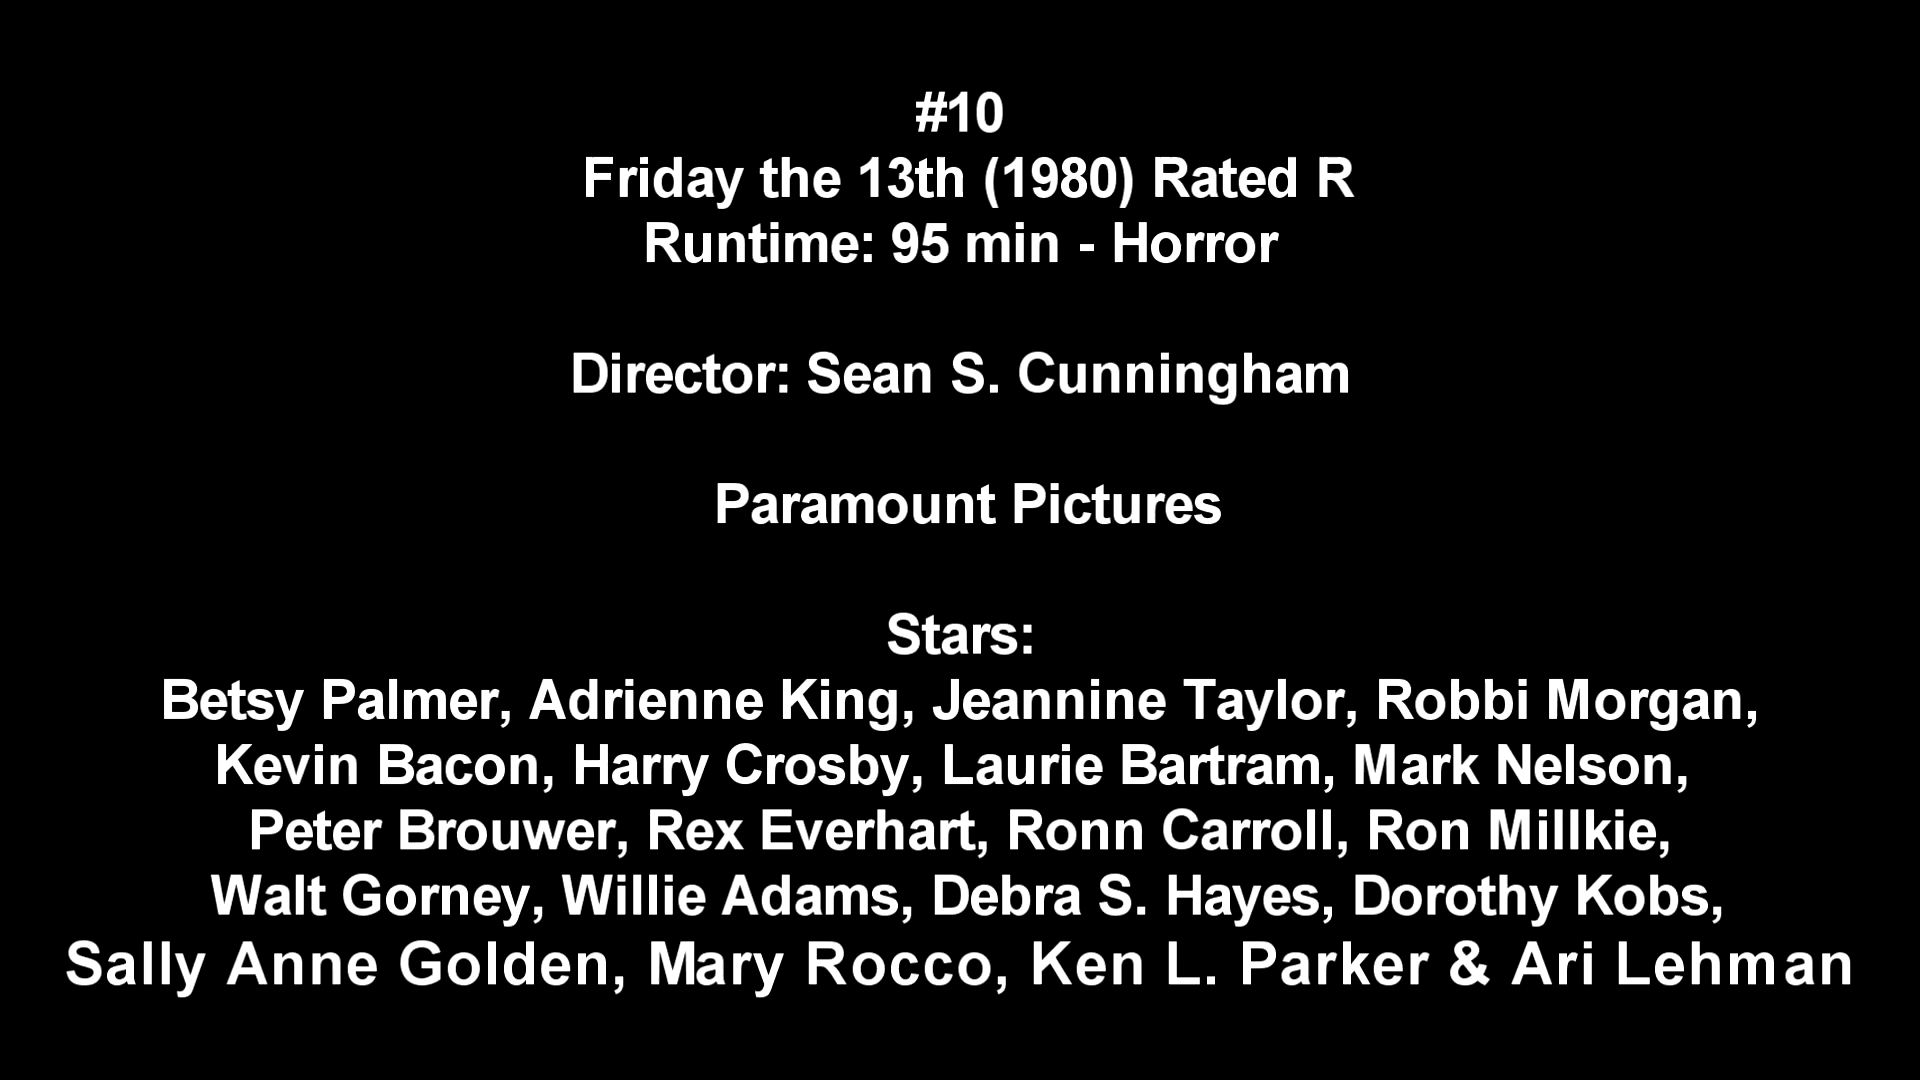 #10
Friday the 13th (1980) Rated R
Runtime: 95 min - Horror
Director: Sean S. Cunningham
Paramount Pictures
Stars:
Betsy Palmer, Adrienne King, Jeannine Taylor, Robbi Morgan,
Kevin Bacon, Harry Crosby, Laurie Bartram, Mark Nelson,
Peter Brouwer, Rex Everhart, Ronn Carroll, Ron Millkie,
Walt Gorney, Willie Adams, Debra S. Hayes, Dorothy Kobs,
Sally Anne Golden, Mary Rocco, Ken L. Parker & Ari Lehman